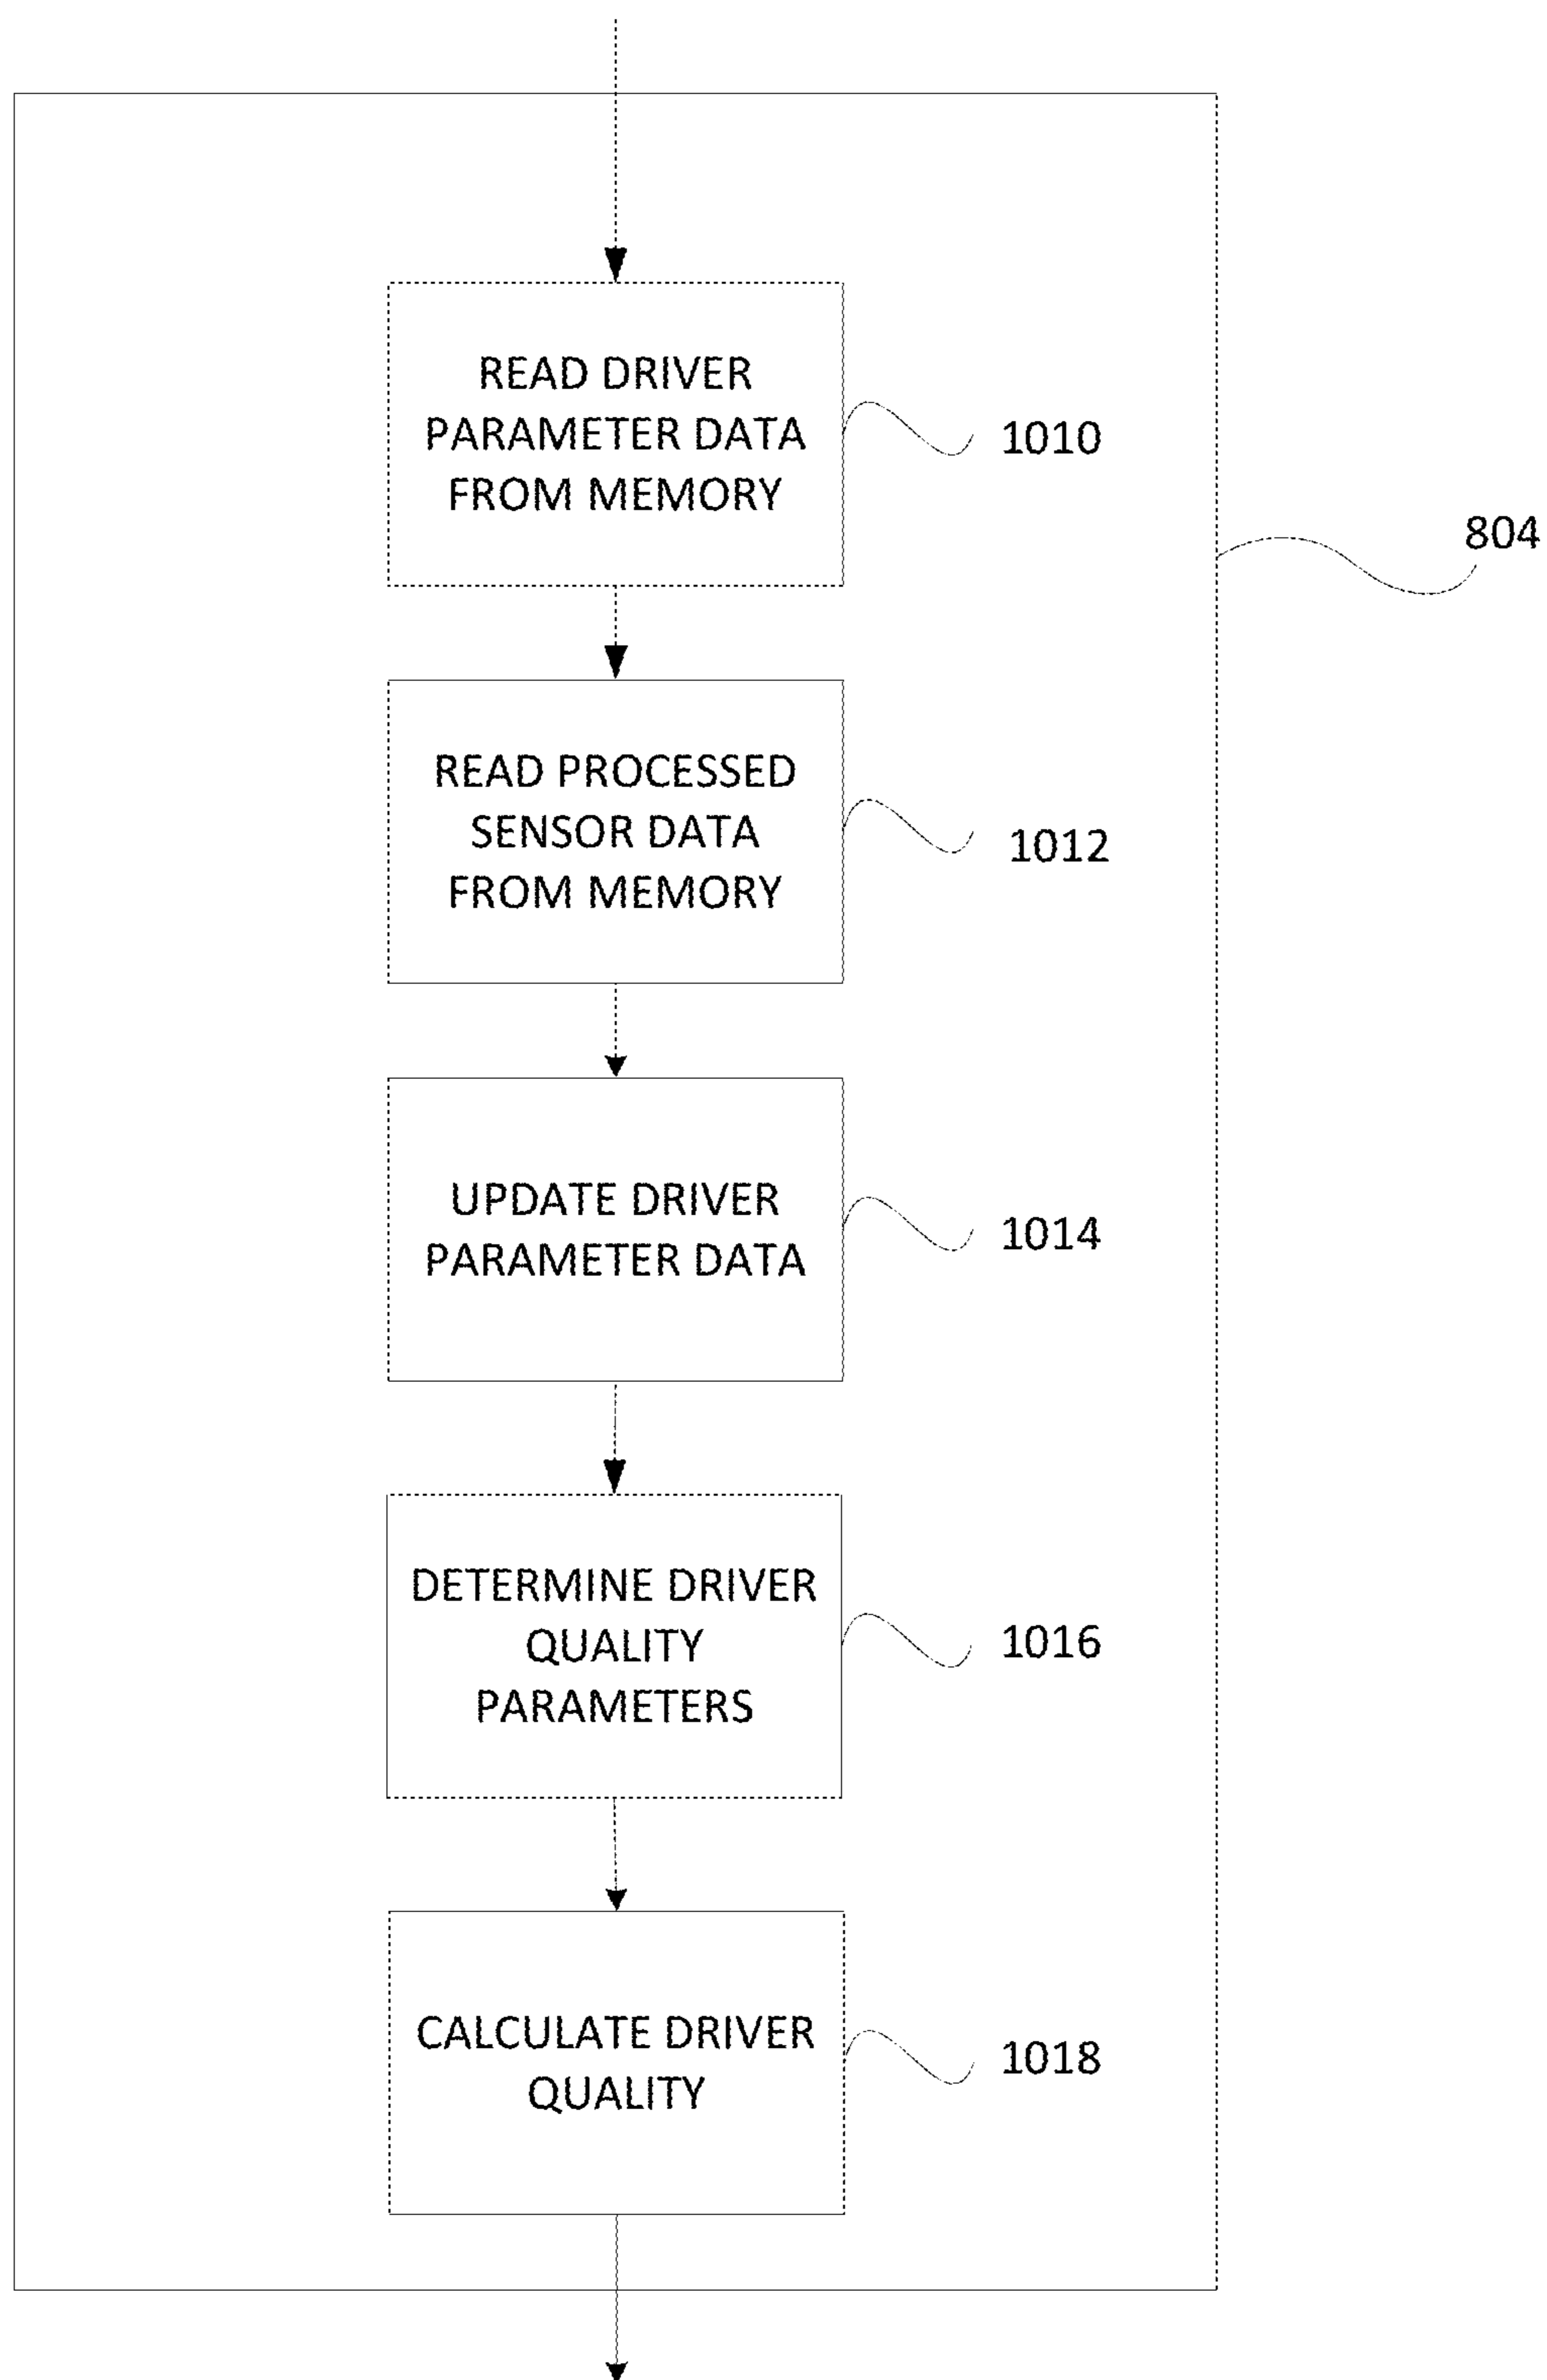 READ DRIVER
PARAMETER DATA
FROM MEMORY
1010
804
READ PROCESSED
SENSOR DATA
FROM MEMORY
1012
UPDATE DRIVER
PARAMETER DATA
1014
DETERMINE DRIVER
QUALITY
PARAMETERS
1016
CALCULATE DRIVER
QUALITY
1018